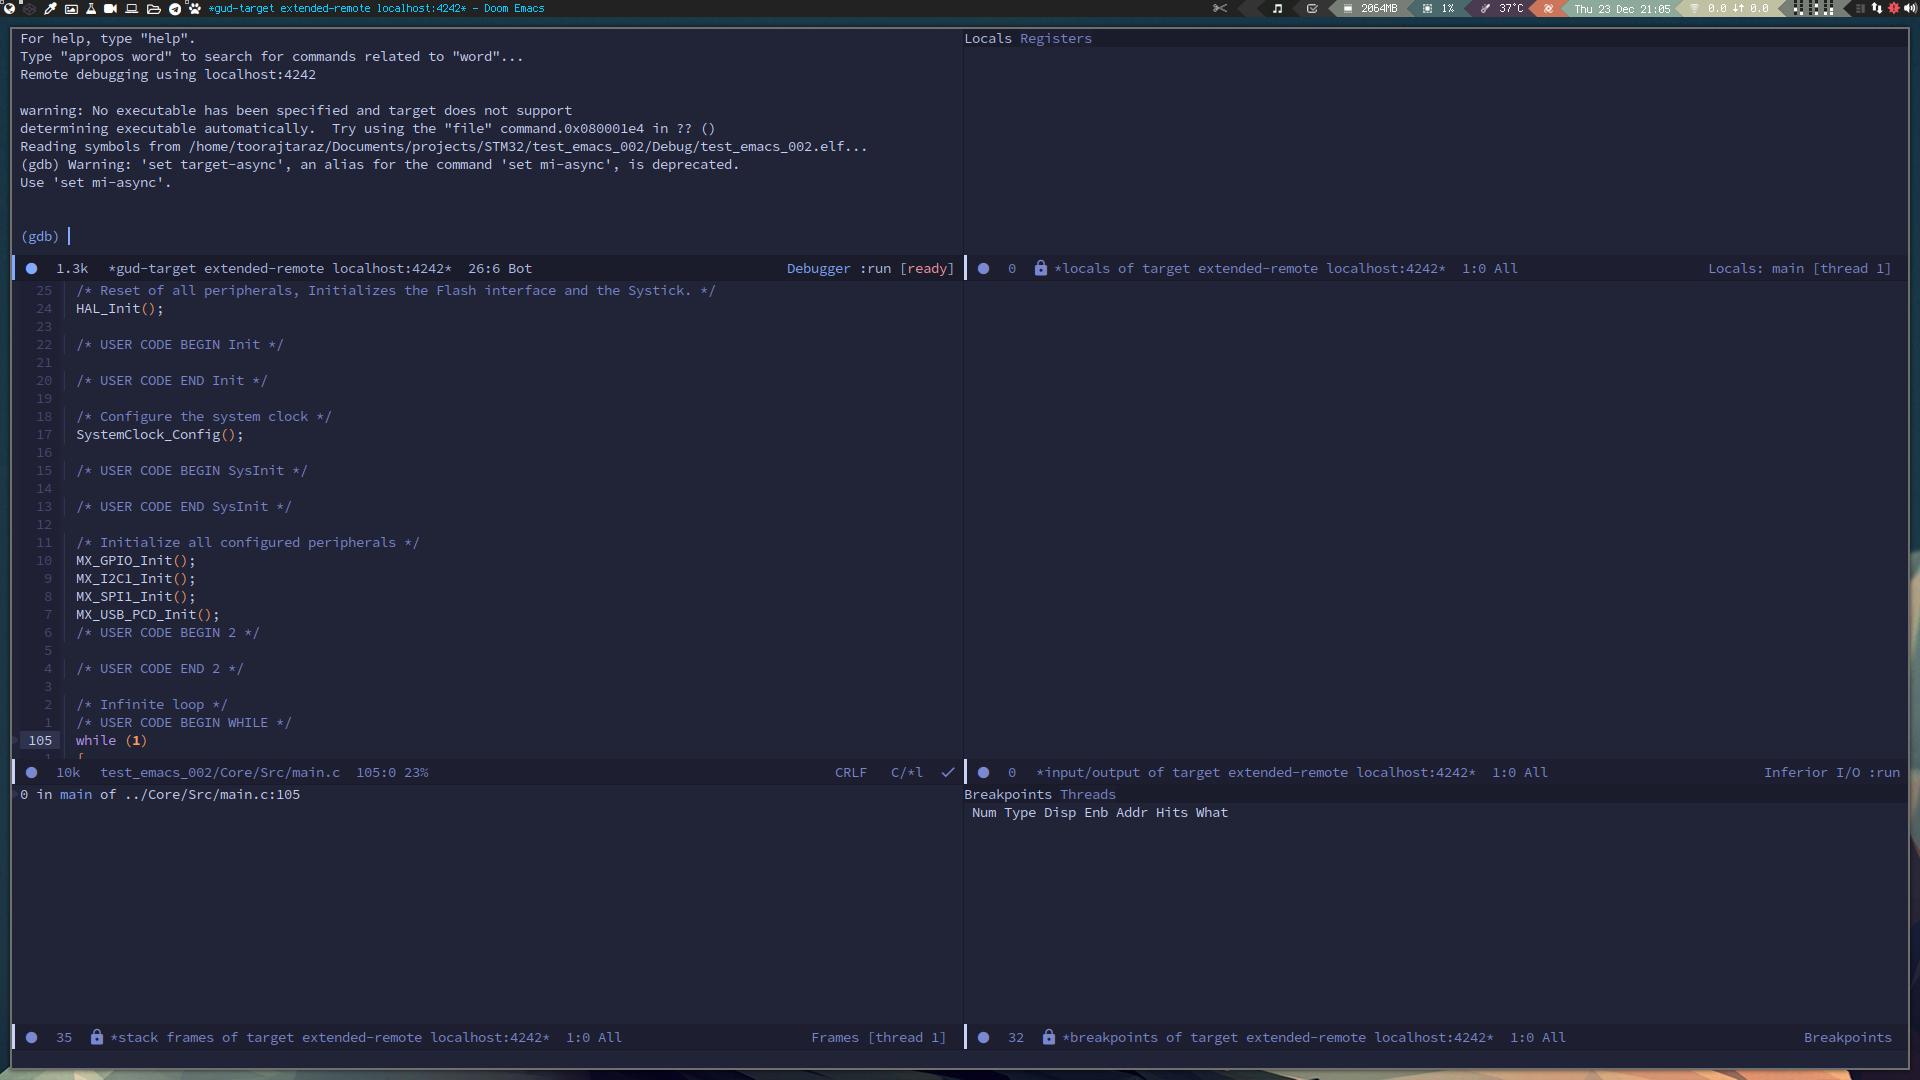 *gud-target extended-remote localhost:4242* - Doom Emacs
2064MB 1% 37°C Thu 23 Dec 21:05 0.0 ↓↑ 0.0
For help, type "help".
Type "apropos word" to search for commands related to "word"...
Remote debugging using localhost:4242
warning: No executable has been specified and target does not support
determining executable automatically.  Try using the "file" command.0x080001e4 in ?? ()
Reading symbols from /home/toorajtaraz/Documents/projects/STM32/test_emacs_002/Debug/test_emacs_002.elf...
(gdb) Warning: 'set target-async', an alias for the command 'set mi-async', is deprecated.
Use 'set mi-async'.
(gdb)
1.3k *gud-target extended-remote localhost:4242* 26:6 Bot Debugger :run [ready]
Locals Registers
0 *locals of target extended-remote localhost:4242* 1:0 All Locals: main [thread 1]
25 /* Reset of all peripherals, Initializes the Flash interface and the Systick. */
24 HAL_Init();
23
22 /* USER CODE BEGIN Init */
21
20 /* USER CODE END Init */
19
18 /* Configure the system clock */
17 SystemClock_Config();
16
15 /* USER CODE BEGIN SysInit */
14
13 /* USER CODE END SysInit */
12
11 /* Initialize all configured peripherals */
10 MX_GPIO_Init();
9 MX_I2C1_Init();
8 MX_SPI1_Init();
7 MX_USB_PCD_Init();
6 /* USER CODE BEGIN 2 */
5
4 /* USER CODE END 2 */
3
2 /* Infinite loop */
1 /* USER CODE BEGIN WHILE */
105 while (1)
1 {
10k test_emacs_002/Core/Src/main.c 105:0 23% CRLF C/*l
0 *input/output of target extended-remote localhost:4242* 1:0 All Inferior I/O :run
0 in main of ../Core/Src/main.c:105
35 *stack frames of target extended-remote localhost:4242* 1:0 All Frames [thread 1]
Breakpoints Threads
Num Type Disp Enb Addr Hits What
32 *breakpoints of target extended-remote localhost:4242* 1:0 All Breakpoints